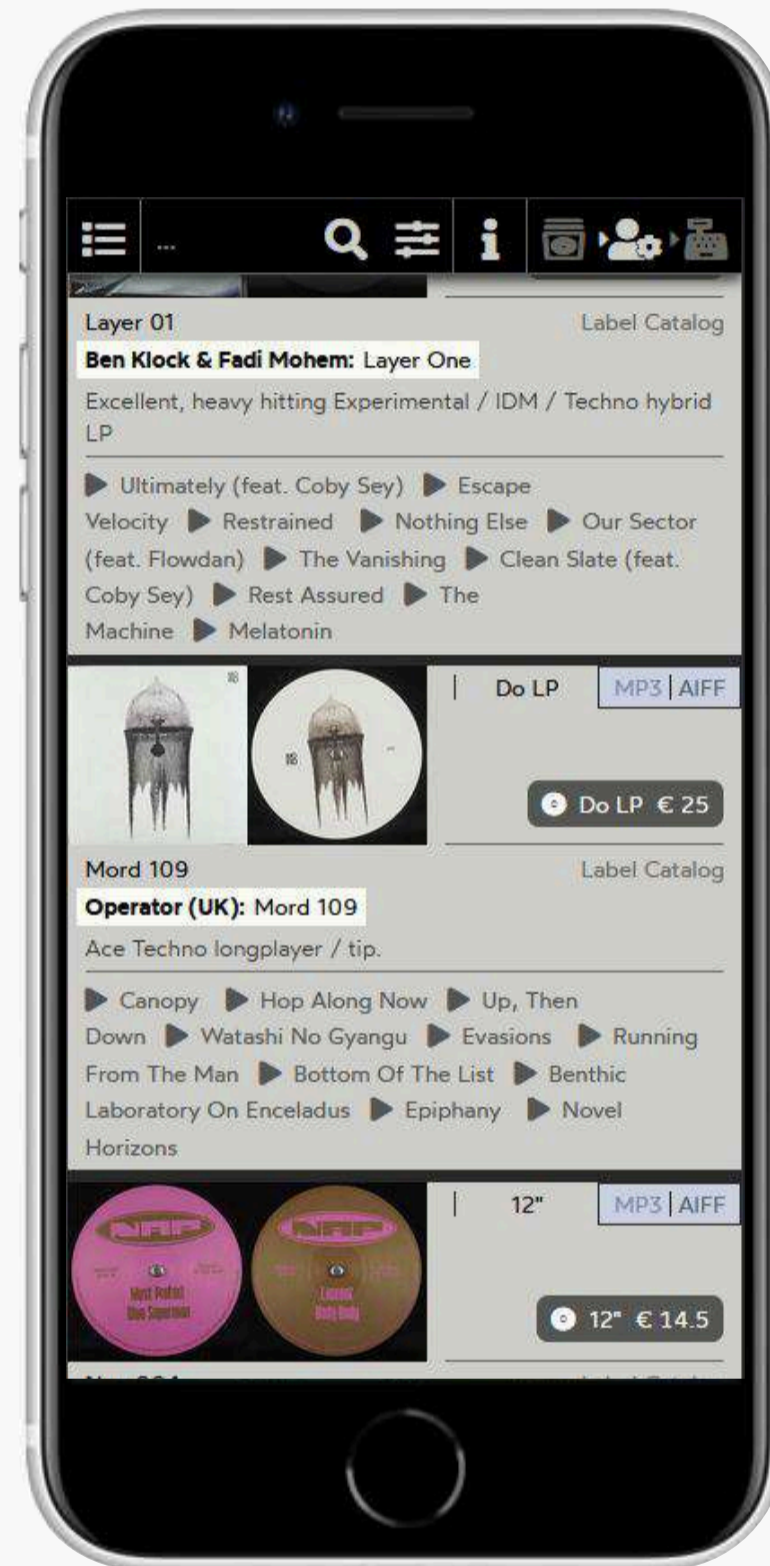 ...
Layer 01 Label Catalog
Ben Klock & Fadi Mohem: Layer One
Excellent, heavy hitting Experimental / IDM / Techno hybrid
LP
Ultimately (feat. Coby Sey) Escape
Velocity Restrained Nothing Else Our Sector
(feat. Flowdan) The Vanishing Clean Slate (feat.
Coby Sey) Rest Assured The
Machine Melatonin
Do LP MP3 AIFF
Do LP € 25
Mord 109 Label Catalog
Operator (UK): Mord 109
Ace Techno longplayer / tip.
Canopy Hop Along Now Up, Then
Down Watashi No Gyangu Evasions Running
From The Man Bottom Of The List Benthic
Laboratory On Enceladus Epiphany Novel
Horizons
12" MP3 AIFF
12" € 14.5